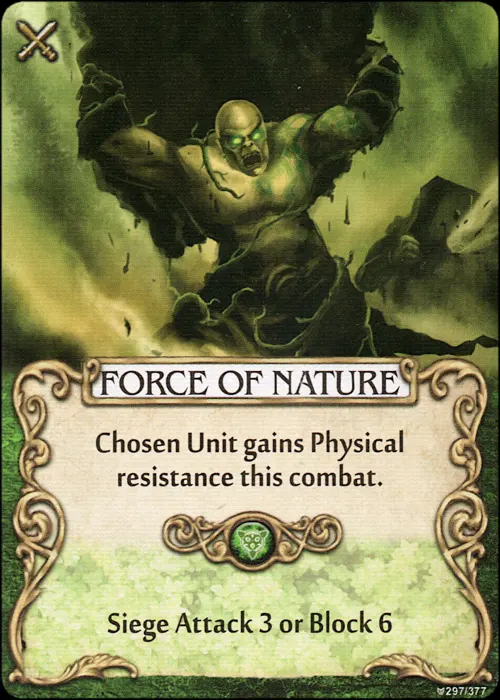 FORCE OF NATURE
Chosen Unit gains Physical
resistance this combat.
Siege Attack 3 or Block 6
297/377